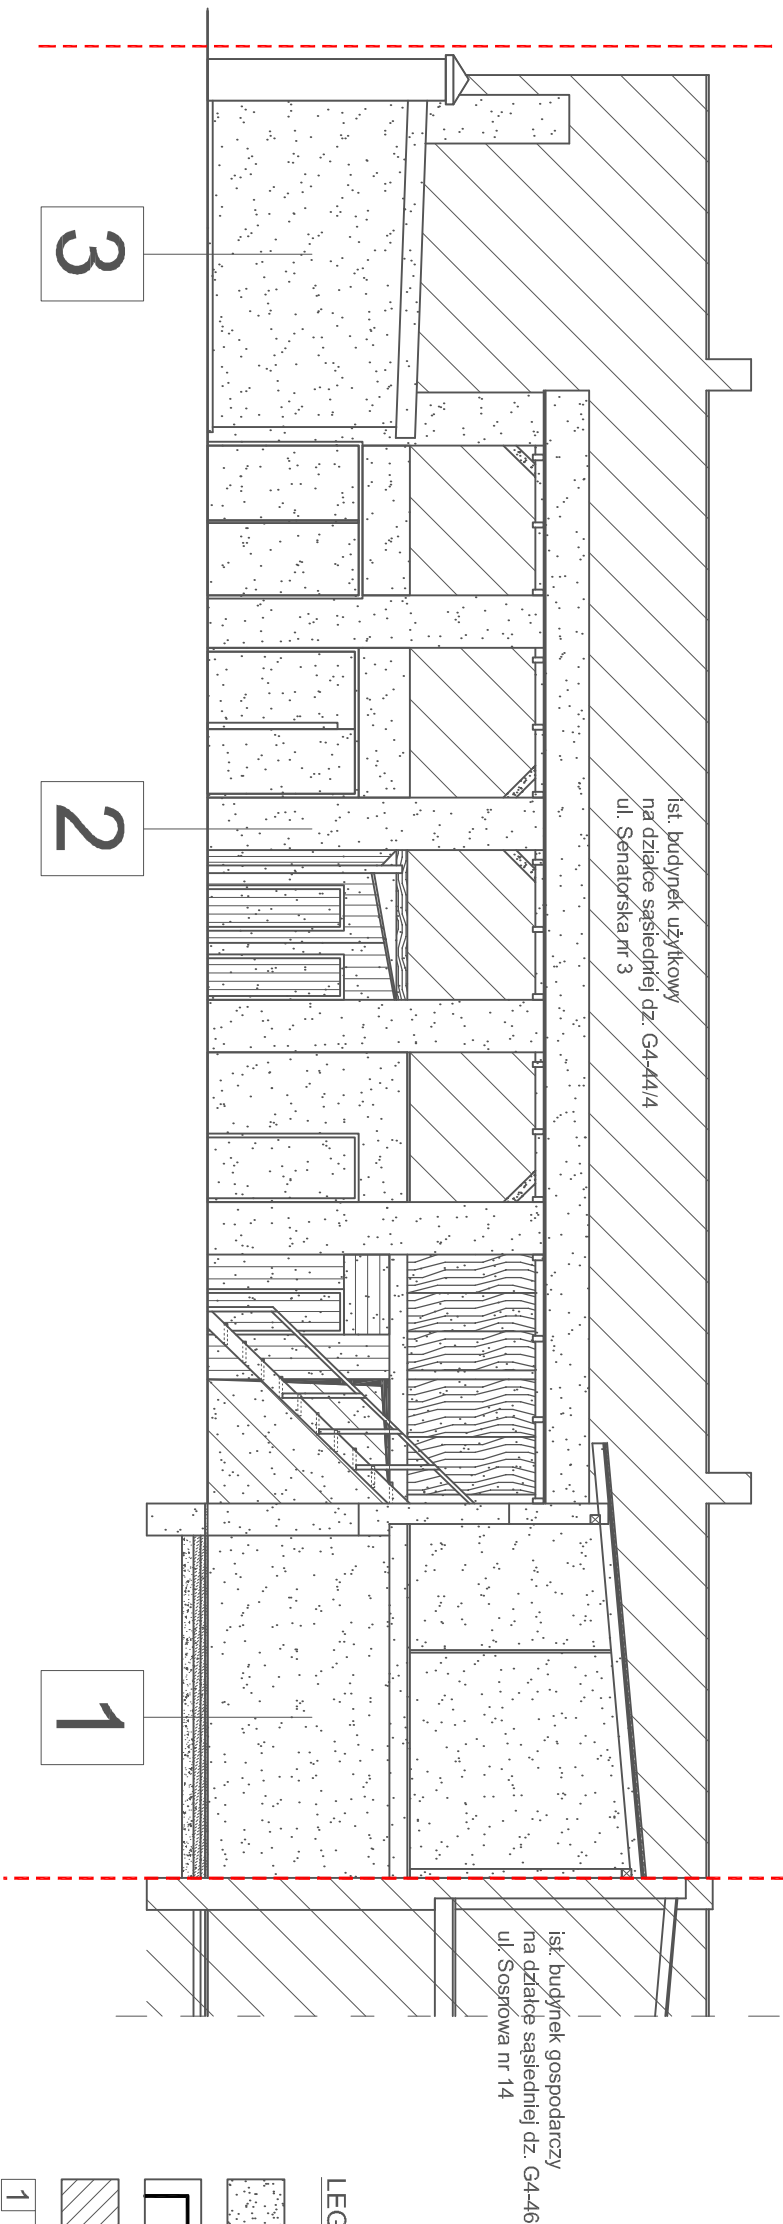 3
2
1
ist. budynek użytkowy
na działce sąsiedniej dz. G4-44/4
ul. Senatorska nr 3
ist. budynek gospodarczy
na działce sąsiedniej dz. G4-46
ul. Sosnowa nr 14
LEG
1